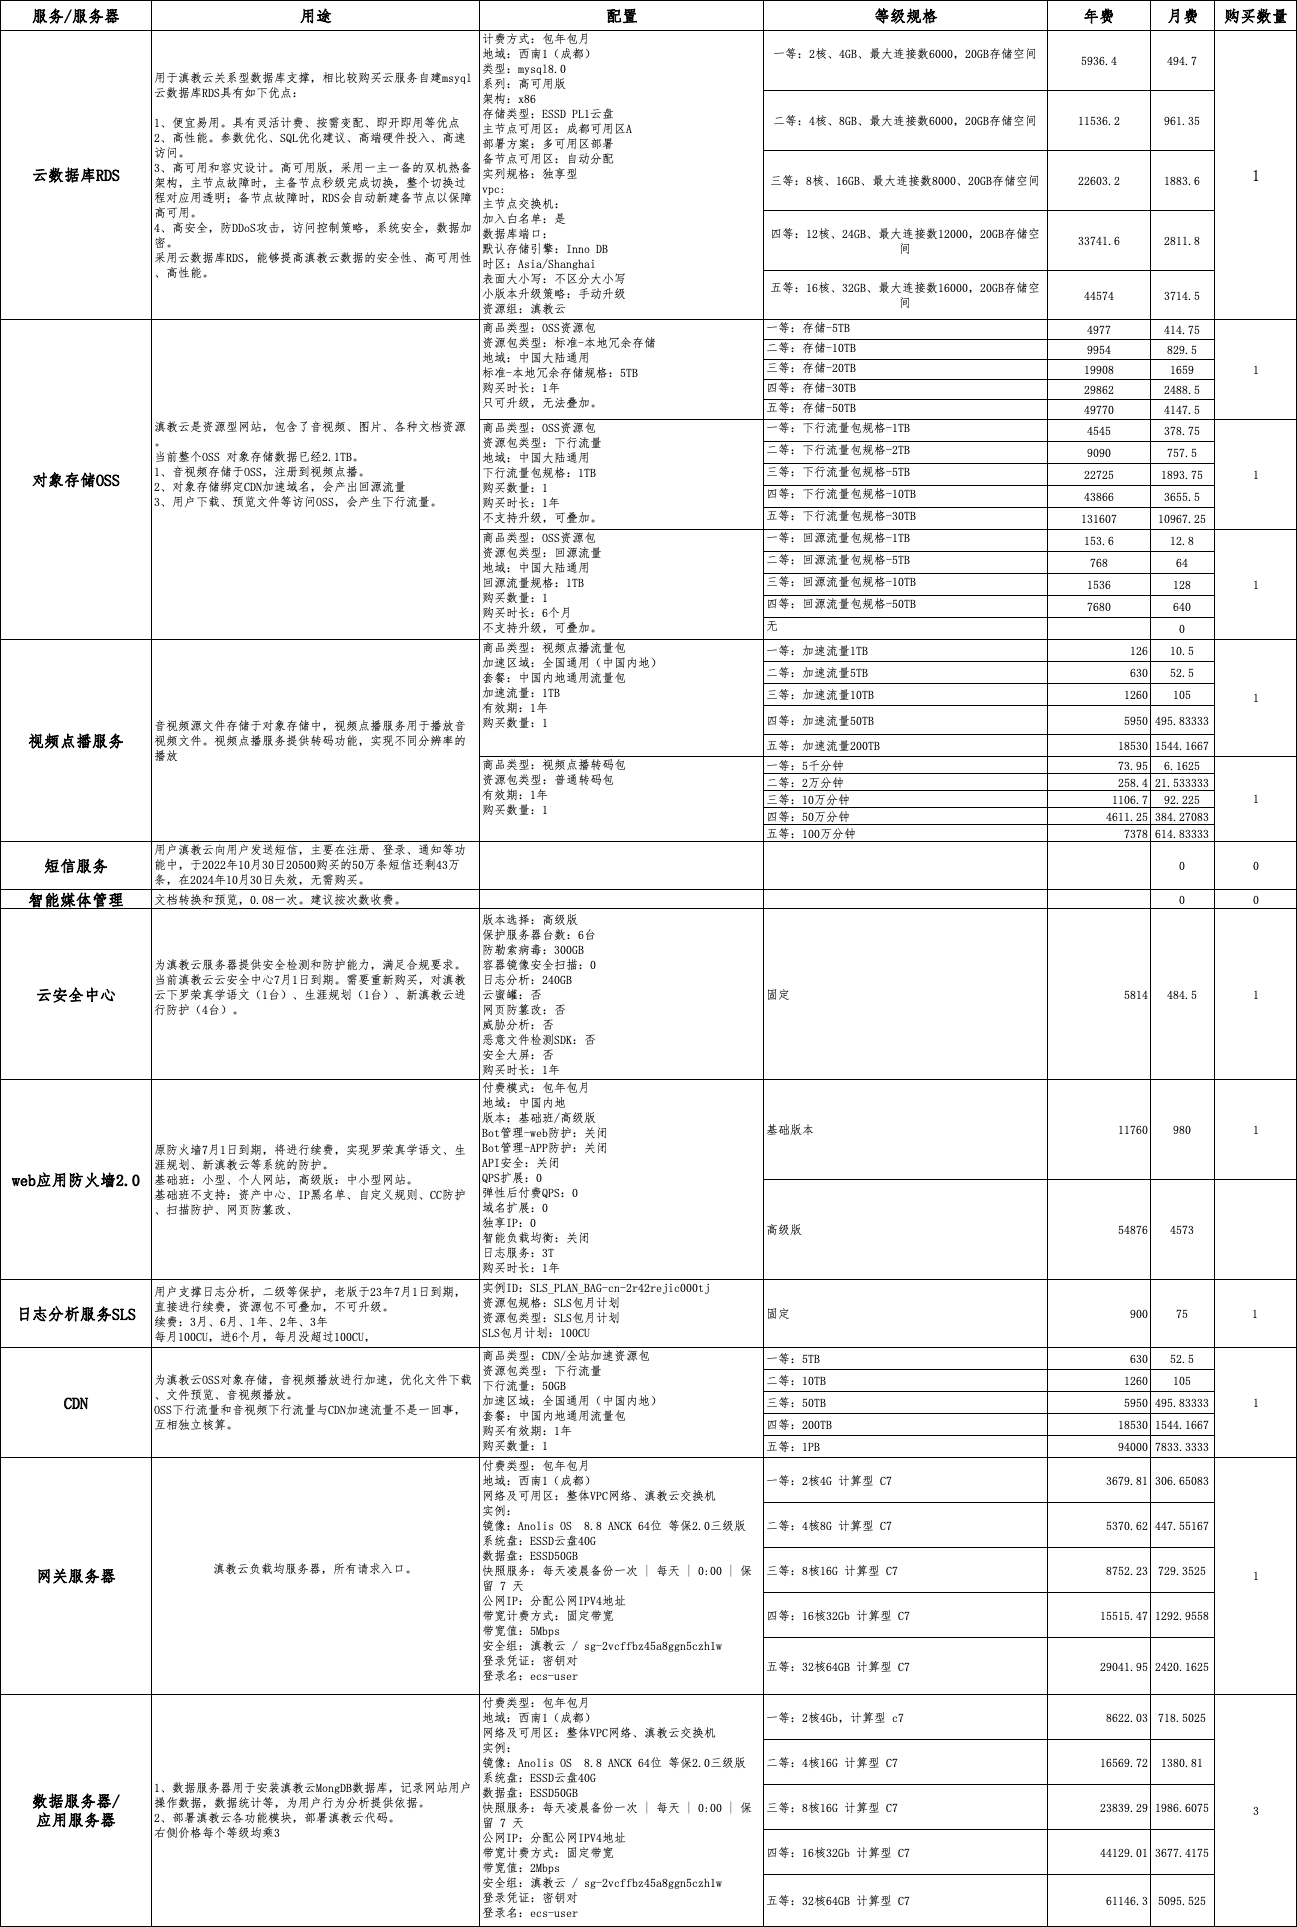 服务/服务器 用途 配置 等级规格 年费 月费 购买数量
云数据库RDS
用于滇教云关系型数据库支撑，相比较购买云服务自建msyql
云数据库RDS具有如下优点：
1、便宜易用。具有灵活计费、按需变配、即开即用等优点
2、高性能。参数优化、SQL优化建议、高端硬件投入、高速
访问。
3、高可用和容灾设计。高可用版，采用一主一备的双机热备
架构，主节点故障时，主备节点秒级完成切换，整个切换过
程对应用透明；备节点故障时，RDS会自动新建备节点以保障
高可用。
4、高安全，防DDoS攻击，访问控制策略，系统安全，数据加
密。
采用云数据库RDS，能够提高滇教云数据的安全性、高可用性
、高性能。
计费方式：包年包月
地域：西南1（成都）
类型：mysql8.0
系列：高可用版
架构：x86
存储类型：ESSD PL1云盘
主节点可用区：成都可用区A
部署方案：多可用区部署
备节点可用区：自动分配
实列规格：独享型
vpc：
主节点交换机：
加入白名单：是
数据库端口：
默认存储引擎：Inno DB
时区：Asia/Shanghai
表面大小写：不区分大小写
小版本升级策略：手动升级
资源组：滇教云
一等：2核、4GB、最大连接数6000，20GB存储空间 5936.4 494.7
二等：4核、8GB、最大连接数6000，20GB存储空间 11536.2 961.35
三等：8核、16GB、最大连接数8000、20GB存储空间 22603.2 1883.6
四等：12核、24GB、最大连接数12000，20GB存储空
间 33741.6 2811.8
五等：16核、32GB、最大连接数16000，20GB存储空
间 44574 3714.5
1
对象存储OSS
滇教云是资源型网站，包含了音视频、图片、各种文档资源
。
当前整个OSS 对象存储数据已经2.1TB。
1、音视频存储于OSS，注册到视频点播。
2、对象存储绑定CDN加速域名，会产出回源流量
3、用户下载、预览文件等访问OSS，会产生下行流量。
商品类型：OSS资源包
资源包类型：标准-本地冗余存储
地域：中国大陆通用
标准-本地冗余存储规格：5TB
购买时长：1年
只可升级，无法叠加。
一等：存储-5TB 4977 414.75
二等：存储-10TB 9954 829.5
三等：存储-20TB 19908 1659
四等：存储-30TB 29862 2488.5
五等：存储-50TB 49770 4147.5
1
商品类型：OSS资源包
资源包类型：下行流量
地域：中国大陆通用
下行流量包规格：1TB
购买数量：1
购买时长：1年
不支持升级，可叠加。
一等：下行流量包规格-1TB 4545 378.75
二等：下行流量包规格-2TB 9090 757.5
三等：下行流量包规格-5TB 22725 1893.75
四等：下行流量包规格-10TB 43866 3655.5
五等：下行流量包规格-30TB 131607 10967.25
1
商品类型：OSS资源包
资源包类型：回源流量
地域：中国大陆通用
回源流量规格：1TB
购买数量：1
购买时长：6个月
不支持升级，可叠加。
一等：回源流量包规格-1TB 153.6 12.8
二等：回源流量包规格-5TB 768 64
三等：回源流量包规格-10TB 1536 128
四等：回源流量包规格-50TB 7680 640
无 0
1
视频点播服务
音视频源文件存储于对象存储中，视频点播服务用于播放音
视频文件。视频点播服务提供转码功能，实现不同分辨率的
播放
商品类型：视频点播流量包
加速区域：全国通用（中国内地）
套餐：中国内地通用流量包
加速流量：1TB
有效期：1年
购买数量：1
一等：加速流量1TB 126 10.5
二等：加速流量5TB 630 52.5
三等：加速流量10TB 1260 105
四等：加速流量50TB 5950 495.83333
五等：加速流量200TB 18530 1544.1667
1
商品类型：视频点播转码包
资源包类型：普通转码包
有效期：1年
购买数量：1
一等：5千分钟 73.95 6.1625
二等：2万分钟 258.4 21.533333
三等：10万分钟 1106.7 92.225
四等：50万分钟 4611.25 384.27083
五等：100万分钟 7378 614.83333
1
短信服务
用户滇教云向用户发送短信，主要在注册、登录、通知等功
能中，于2022年10月30日20500购买的50万条短信还剩43万
条，在2024年10月30日失效，无需购买。
0 0
智能媒体管理 文档转换和预览，0.08一次。建议按次数收费。 0 0
云安全中心
为滇教云服务器提供安全检测和防护能力，满足合规要求。
当前滇教云云安全中心7月1日到期。需要重新购买，对滇教
云下罗荣真学语文（1台）、生涯规划（1台）、新滇教云进
行防护（4台）。
版本选择：高级版
保护服务器台数：6台
防勒索病毒：300GB
容器镜像安全扫描：0
日志分析：240GB
云蜜罐：否
网页防篡改：否
威胁分析：否
恶意文件检测SDK：否
安全大屏：否
购买时长：1年
固定 5814 484.5 1
web应用防火墙2.0
原防火墙7月1日到期，将进行续费，实现罗荣真学语文、生
涯规划、新滇教云等系统的防护。
基础班：小型、个人网站，高级版：中小型网站。
基础班不支持：资产中心、IP黑名单、自定义规则、CC防护
、扫描防护、网页防篡改、
付费模式：包年包月
地域：中国内地
版本：基础班/高级版
Bot管理-web防护：关闭
Bot管理-APP防护：关闭
API安全：关闭
QPS扩展：0
弹性后付费QPS：0
域名扩展：0
独享IP：0
智能负载均衡：关闭
日志服务：3T
购买时长：1年
基础版本 11760 980 1
高级版 54876 4573
日志分析服务SLS
用户支撑日志分析，二级等保护，老版于23年7月1日到期，
直接进行续费，资源包不可叠加，不可升级。
续费：3月、6月、1年、2年、3年
每月100CU，进6个月，每月没超过100CU，
实例ID：SLS_PLAN_BAG-cn-2r42rejic000tj
资源包规格：SLS包月计划
资源包类型：SLS包月计划
SLS包月计划：100CU
固定 900 75 1
CDN
为滇教云OSS对象存储，音视频播放进行加速，优化文件下载
、文件预览、音视频播放。
OSS下行流量和音视频下行流量与CDN加速流量不是一回事，
互相独立核算。
商品类型：CDN/全站加速资源包
资源包类型：下行流量
下行流量：50GB
加速区域：全国通用（中国内地）
套餐：中国内地通用流量包
购买有效期：1年
购买数量：1
一等：5TB 630 52.5
二等：10TB 1260 105
三等：50TB 5950 495.83333
四等：200TB 18530 1544.1667
五等：1PB 94000 7833.3333
1
网关服务器
滇教云负载均服务器，所有请求入口。
付费类型：包年包月
地域：西南1（成都）
网络及可用区：整体VPC网络、滇教云交换机
实例：
镜像：Anolis OS  8.8 ANCK 64位 等保2.0三级版
系统盘：ESSD云盘40G
数据盘：ESSD50GB
快照服务：每天凌晨备份一次 | 每天 | 0:00 | 保
留 7 天
公网IP：分配公网IPV4地址
带宽计费方式：固定带宽
带宽值：5Mbps
安全组：滇教云 / sg-2vcffbz45a8ggn5czhlw
登录凭证：密钥对
登录名：ecs-user
一等：2核4G 计算型 C7 3679.81 306.65083
二等：4核8G 计算型 C7 5370.62 447.55167
三等：8核16G 计算型 C7 8752.23 729.3525
四等：16核32Gb 计算型 C7 15515.47 1292.9558
五等：32核64GB 计算型 C7 29041.95 2420.1625
1
数据服务器/
应用服务器
1、数据服务器用于安装滇教云MongDB数据库，记录网站用户
操作数据，数据统计等，为用户行为分析提供依据。
2、部署滇教云各功能模块，部署滇教云代码。
右侧价格每个等级均乘3
付费类型：包年包月
地域：西南1（成都）
网络及可用区：整体VPC网络、滇教云交换机
实例：
镜像：Anolis OS  8.8 ANCK 64位 等保2.0三级版
系统盘：ESSD云盘40G
数据盘：ESSD50GB
快照服务：每天凌晨备份一次 | 每天 | 0:00 | 保
留 7 天
公网IP：分配公网IPV4地址
带宽计费方式：固定带宽
带宽值：2Mbps
安全组：滇教云 / sg-2vcffbz45a8ggn5czhlw
登录凭证：密钥对
登录名：ecs-user
一等：2核4Gb，计算型 c7 8622.03 718.5025
二等：4核16G 计算型 C7 16569.72 1380.81
三等：8核16G 计算型 C7 23839.29 1986.6075
四等：16核32Gb 计算型 C7 44129.01 3677.4175
五等：32核64GB 计算型 C7 61146.3 5095.525
3